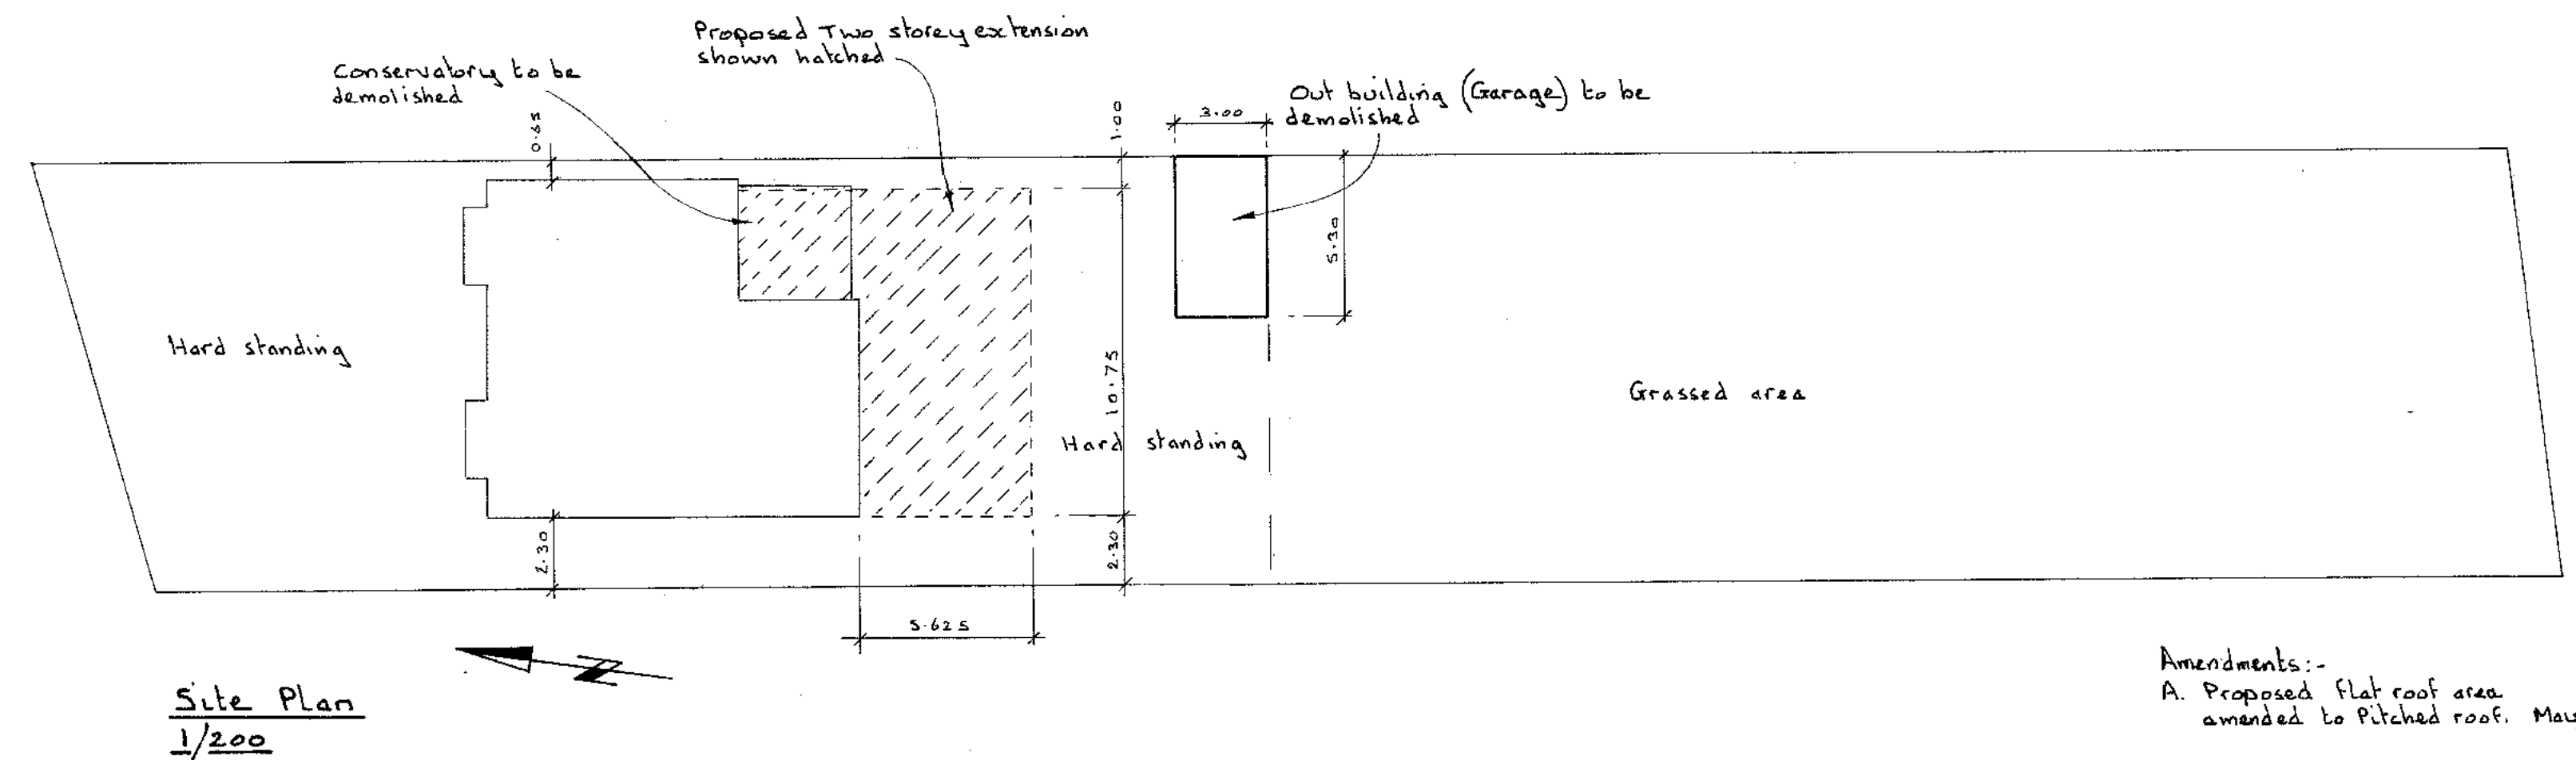 Proposed Two storey extension
shown hatched
Conservatory to be
demolished
Out building (Garage) to be
demolished
0.65
1.00
3.00
5.30
Hard standing
10.75
Grassed area
Hard standing
2.30
2.30
5.625
N
Site Plan
1/200
Amendments:-
A. Proposed flat roof area
amended to Pitched roof.